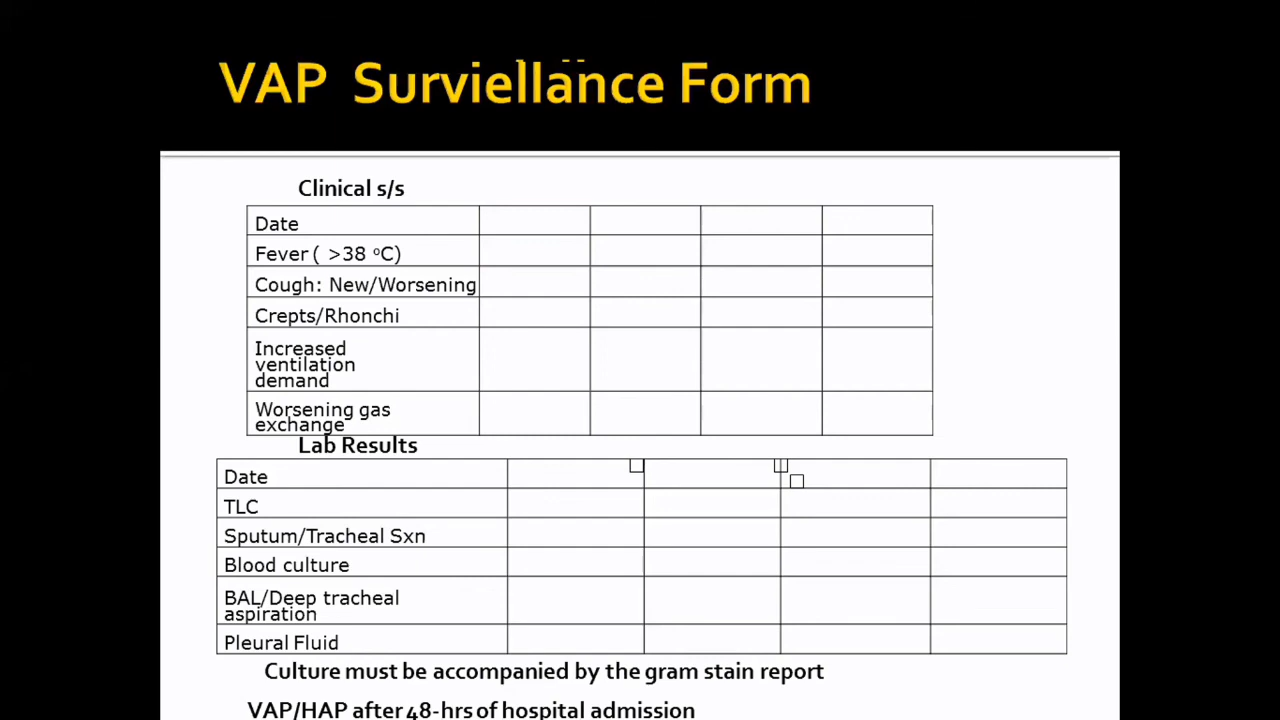 VAP Surviellance Form
Clinical s/s
Date
Fever ( >38 °C)
Cough: New/Worsening
Crepts/Rhonchi
Increased
ventilation
demand
Worsening gas
exchange
Lab Results
Date
TLC
Sputum/Tracheal Sxn
Blood culture
BAL/Deep tracheal
aspiration
Pleural Fluid
Culture must be accompanied by the gram stain report
VAP/HAP after 48-hrs of hospital admission